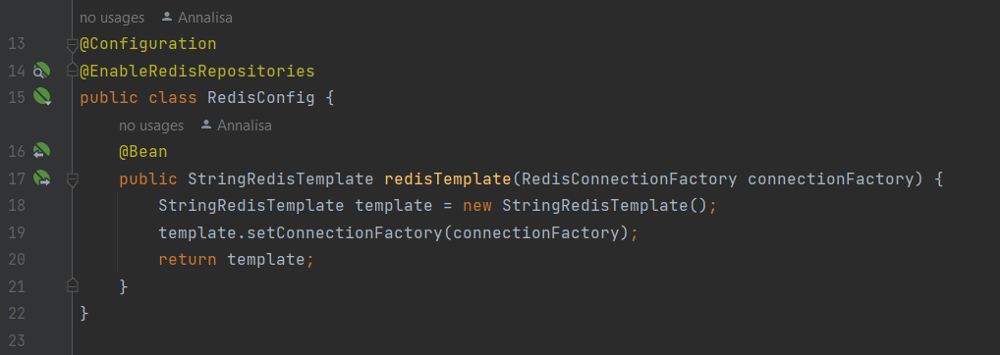 no usages Annalisa
13 @Configuration
14 @EnableRedisRepositories
15 public class RedisConfig {
no usages Annalisa
16 @Bean
17 public StringRedisTemplate redisTemplate(RedisConnectionFactory connectionFactory) {
18 StringRedisTemplate template = new StringRedisTemplate();
19 template.setConnectionFactory(connectionFactory);
20 return template;
21 }
22 }
23